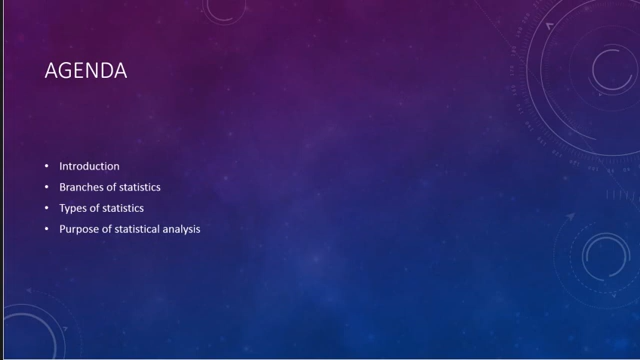 AGENDA
• Introduction
• Branches of statistics
• Types of statistics
• Purpose of statistical analysis